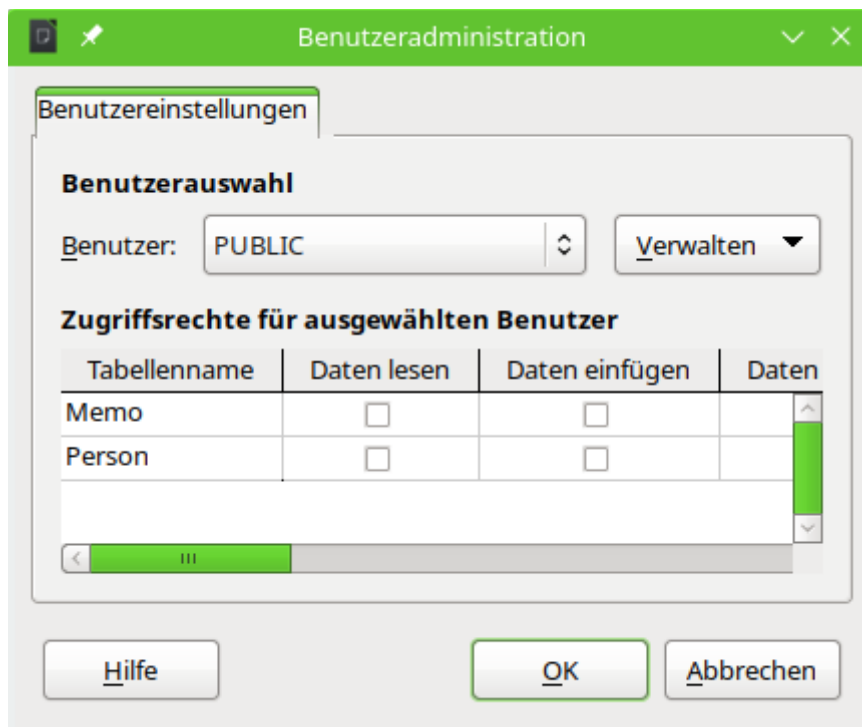 Benutzeradministration
Benutzereinstellungen
Benutzerauswahl
Benutzer: PUBLIC Verwalten
Zugriffsrechte für ausgewählten Benutzer
Tabellenname Daten lesen Daten einfügen Daten
Memo
Person
Hilfe OK Abbrechen